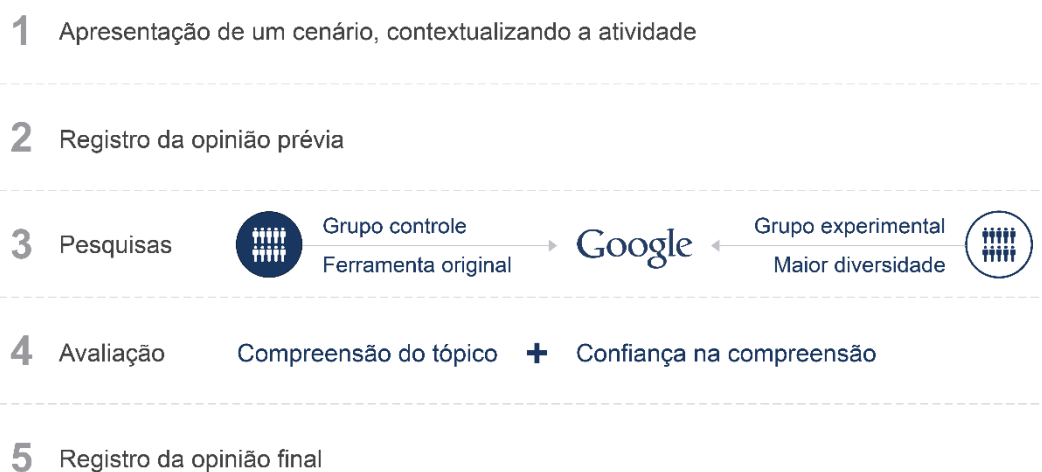 1 Apresentação de um cenário, contextualizando a atividade
2 Registro da opinião prévia
3 Pesquisas
Grupo controle
Ferramenta original
Google
Grupo experimental
Maior diversidade
4 Avaliação Compreensão do tópico + Confiança na compreensão
5 Registro da opinião final